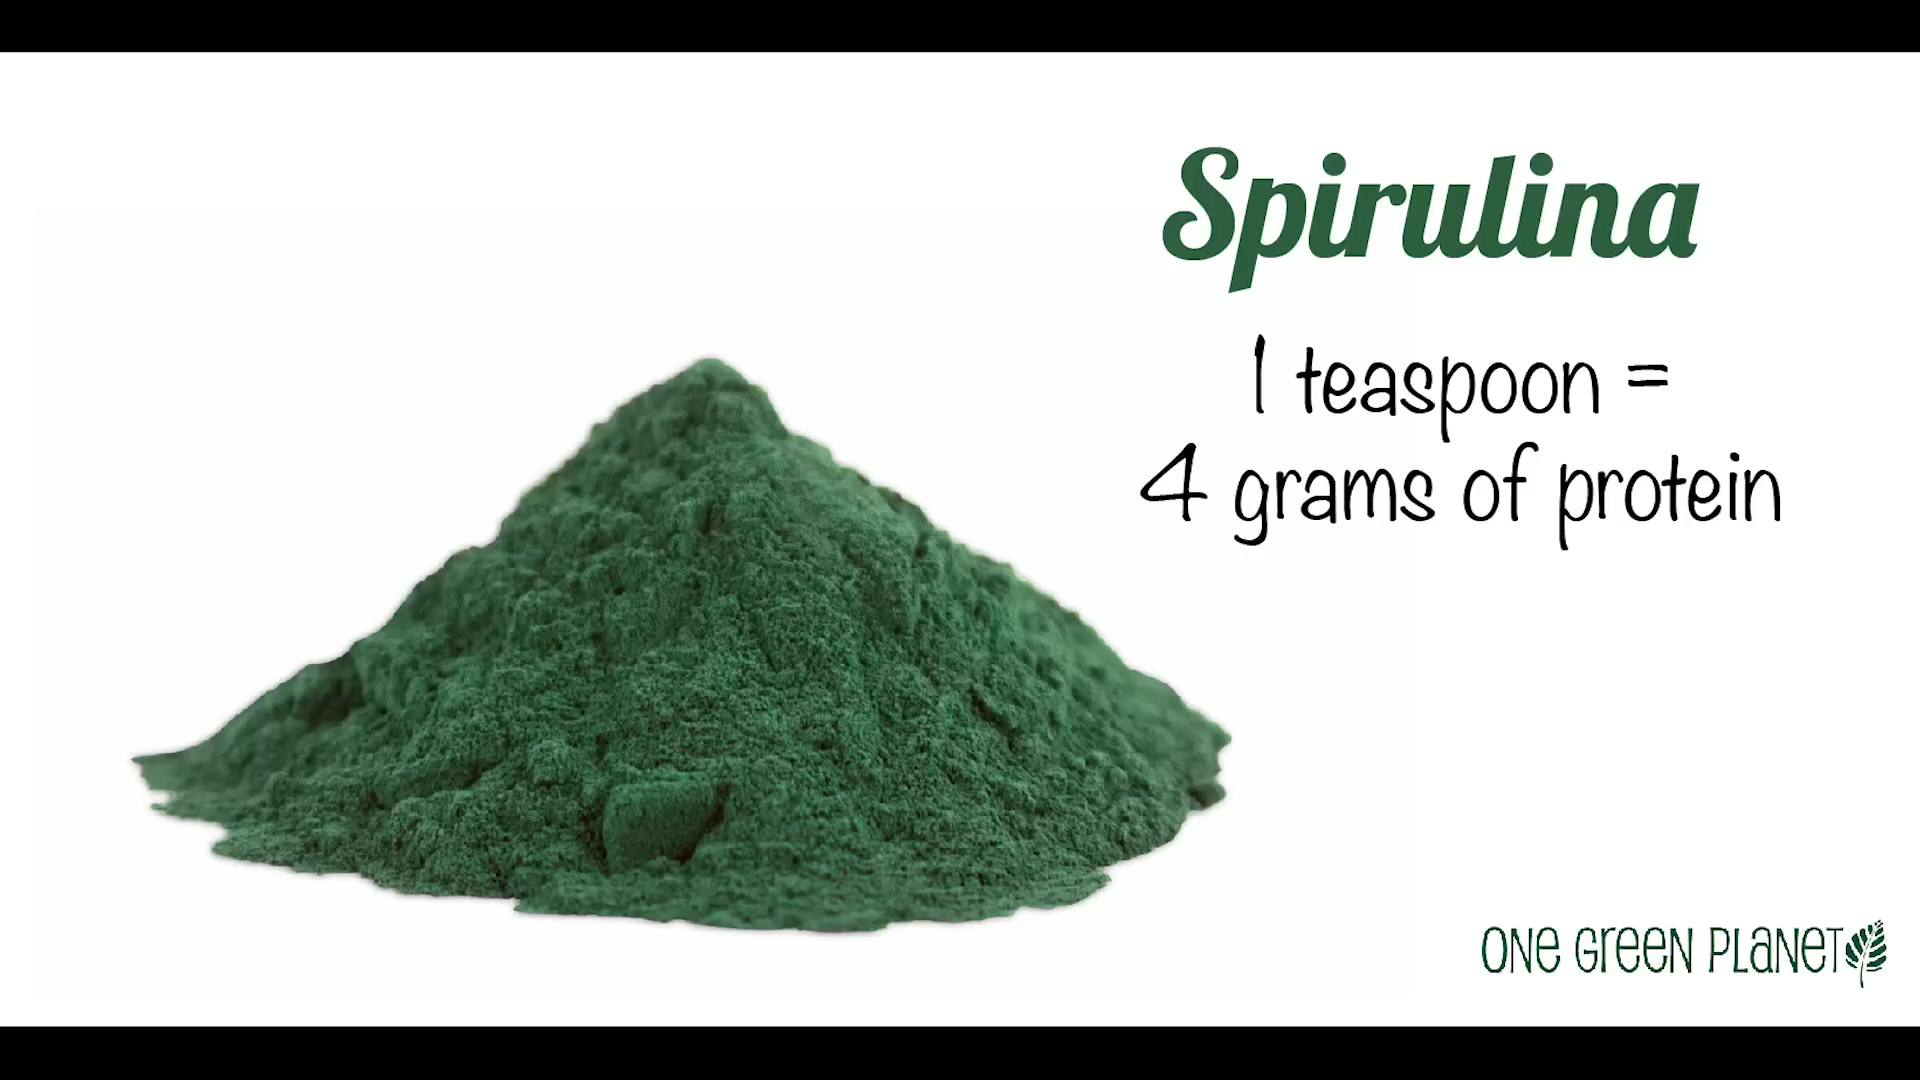 Spirulina
1 teaspoon =
4 grams of protein
ONE GREEN PLANET